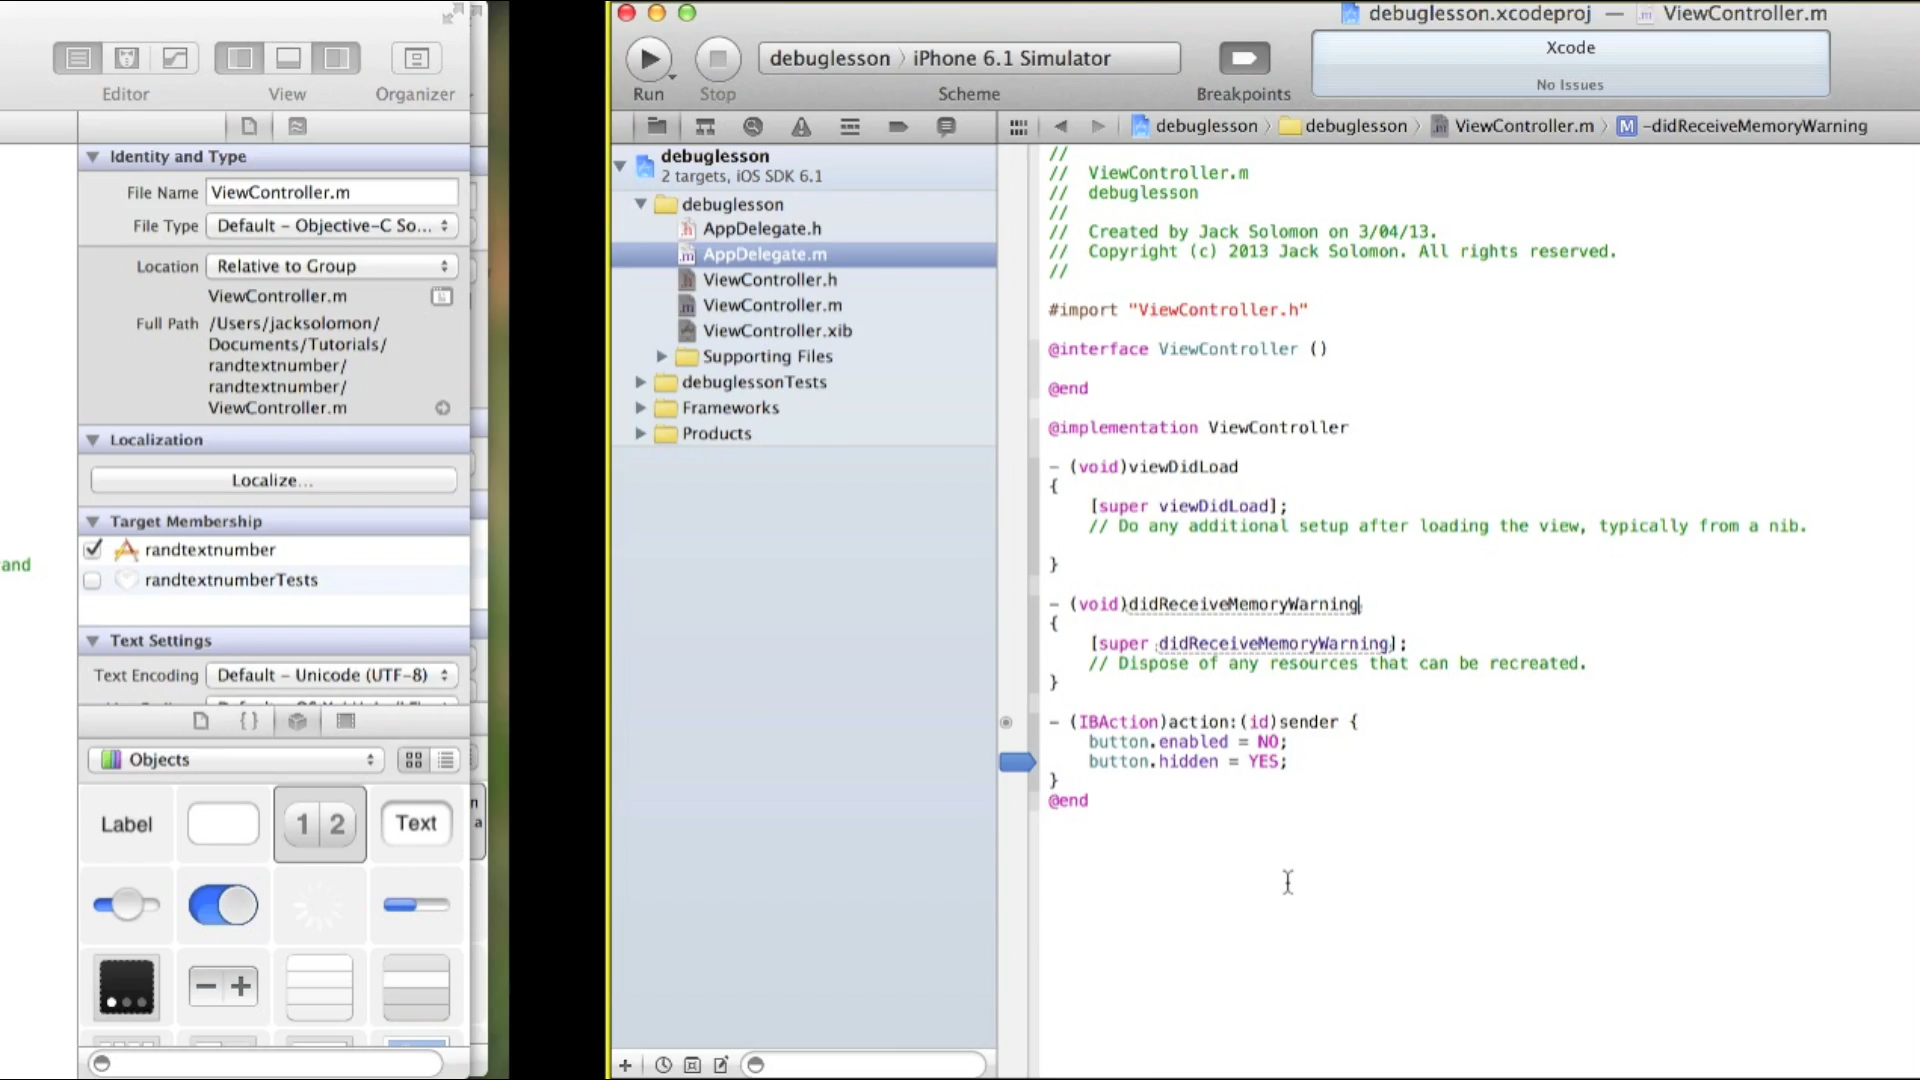 Editor
View
Organizer
Identity and Type
File Name ViewController.m
File Type Default - Objective-C So...
Location Relative to Group
ViewController.m
Full Path /Users/jacksolomon/
Documents/Tutorials/
randtextnumber/
randtextnumber/
ViewController.m
Localization
Localize...
Target Membership
randtextnumber
and
randtextnumberTests
Text Settings
Text Encoding Default - Unicode (UTF-8)
{ }
Objects
Label
1 2
Text
n
a
debuglesson.xcodeproj — ViewController.m
debuglesson 〉 iPhone 6.1 Simulator
Xcode
No Issues
Run
Stop
Scheme
Breakpoints
debuglesson 〉 debuglesson 〉 ViewController.m 〉 M -didReceiveMemoryWarning
debuglesson
2 targets, iOS SDK 6.1
debuglesson
h AppDelegate.h
m AppDelegate.m
h ViewController.h
m ViewController.m
ViewController.xib
Supporting Files
debuglessonTests
Frameworks
Products
//
//  ViewController.m
//  debuglesson
//
//  Created by Jack Solomon on 3/04/13.
//  Copyright (c) 2013 Jack Solomon. All rights reserved.
//
#import "ViewController.h"
@interface ViewController ()
@end
@implementation ViewController
- (void)viewDidLoad
{
[super viewDidLoad];
// Do any additional setup after loading the view, typically from a nib.
}
- (void)didReceiveMemoryWarning
{
[super didReceiveMemoryWarning];
// Dispose of any resources that can be recreated.
}
- (IBAction)action:(id)sender {
button.enabled = NO;
button.hidden = YES;
}
@end